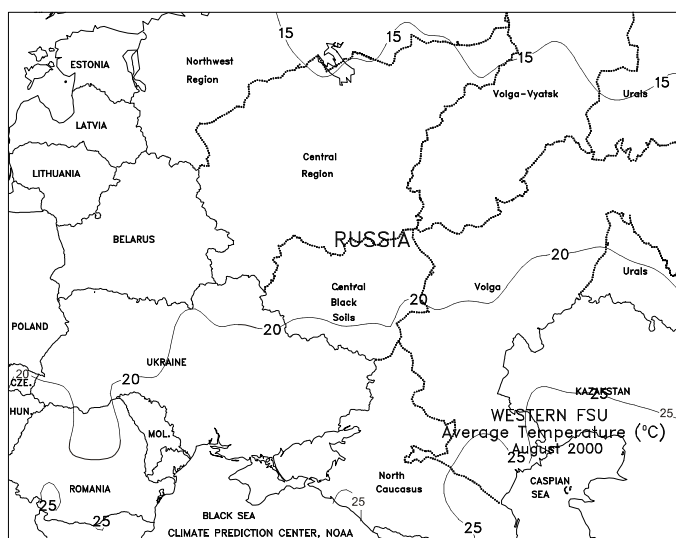 15
ESTONIA
Northwest
Region
15
15
15
Volga-Vyatsk
Urals
LATVIA
Central
Region
LITHUANIA
BELARUS
RUSSIA
20
Urals
Central
Black
Soils
Volga
20
20
POLAND
UKRAINE
20
CZE.
20
KAZAKSTAN
25
25
HUN.
WESTERN FSU
Average Temperature (°C)
August 2000
MOL.
25
North
Caucasus
CASPIAN
SEA
ROMANIA
25
25
25
25
BLACK SEA
CLIMATE PREDICTION CENTER, NOAA